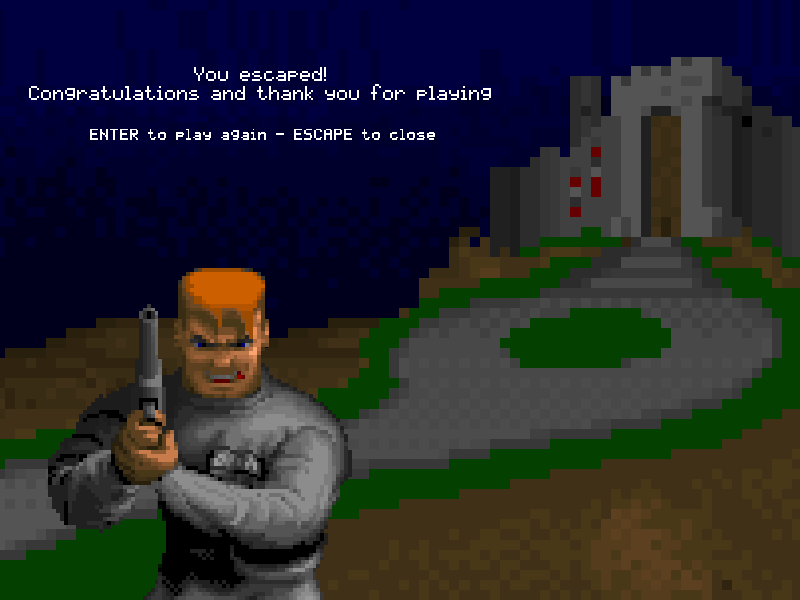 You escaped!
Congratulations and thank you for playing
ENTER to play again - ESCAPE to close